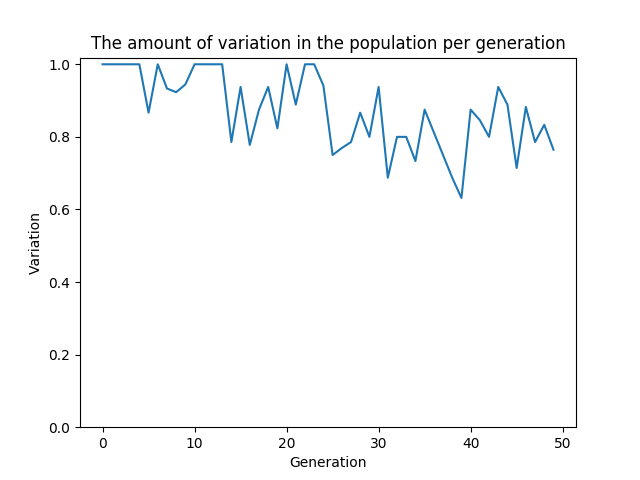 The amount of variation in the population per generation
1.0
0.8
0.6
0.4
0.2
0.0
Variation
0 10 20 30 40 50
Generation